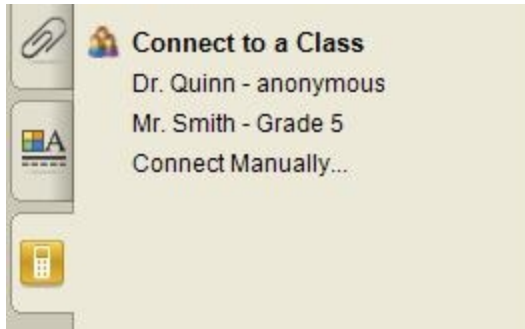 Connect to a Class
Dr. Quinn - anonymous
A
Mr. Smith - Grade 5
Connect Manually...